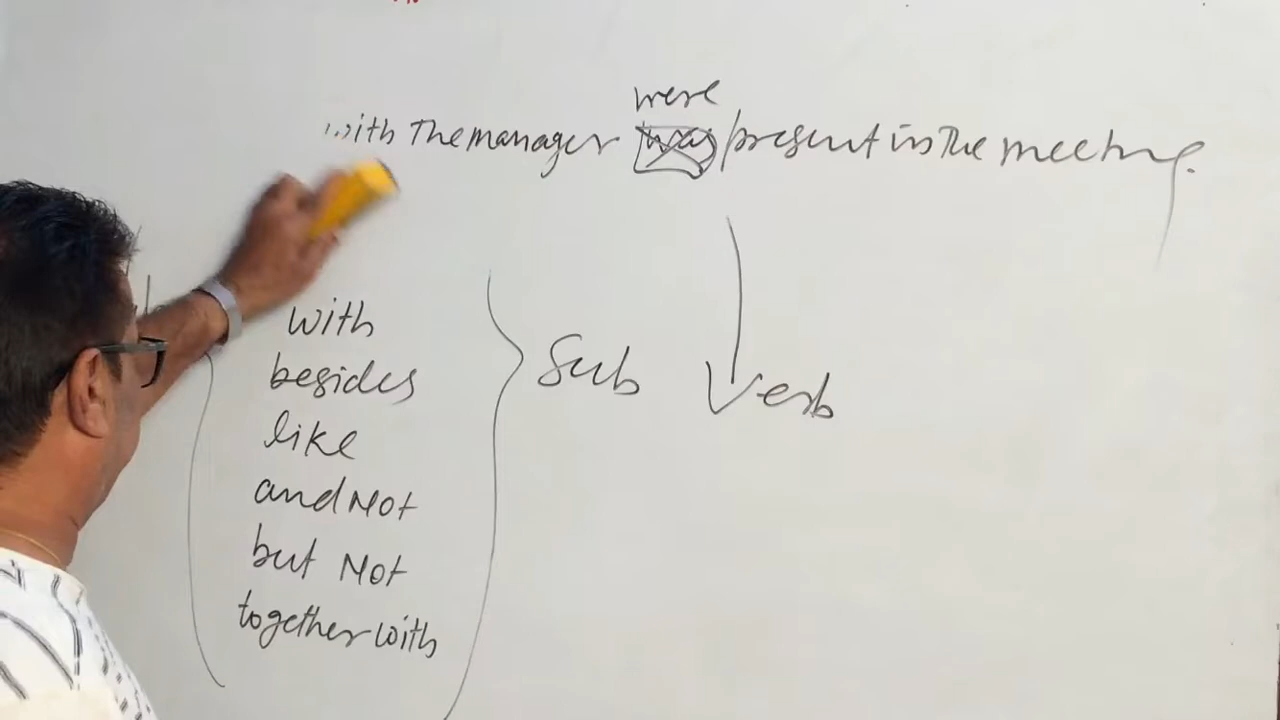 were
with The manager was present in The meeting.
with
besides
like
and Not
but Not
together with
Sub Verb